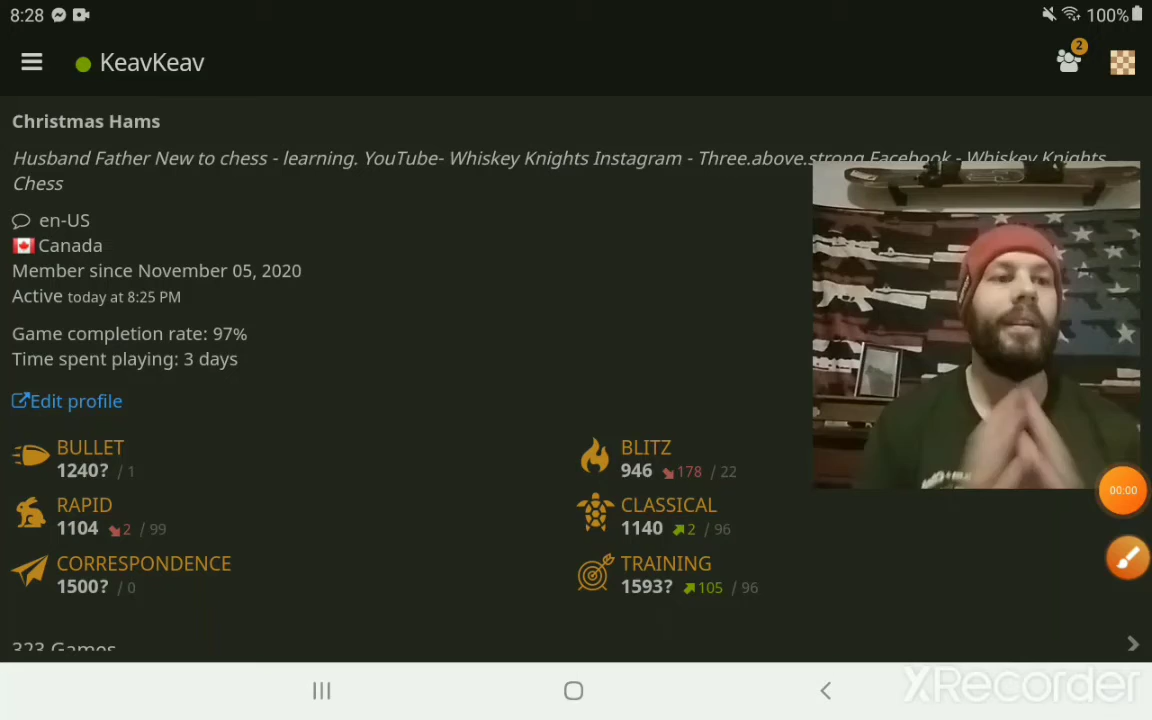 8:28
100%
KeavKeav
2
Christmas Hams
Husband Father New to chess - learning. YouTube- Whiskey Knights Instagram - Three.above.strong Facebook - Whiskey Knights
Chess
en-US
Canada
Member since November 05, 2020
Active today at 8:25 PM
Game completion rate: 97%
Time spent playing: 3 days
Edit profile
BULLET
1240? / 1
BLITZ
946 178 / 22
00:00
RAPID
1104 2 / 99
CLASSICAL
1140 2 / 96
CORRESPONDENCE
1500? / 0
TRAINING
1593? 105 / 96
323 Games
XRecorder